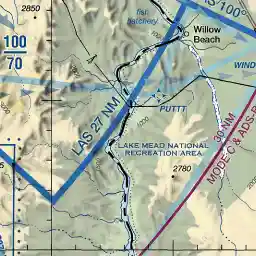 2850
fish
hatchery
Willow
Beach
100
70
LAS 27 NM
PUTTT
WIND
LAKE MEAD NATIONAL
RECREATION AREA
2780
30 NM
MODE C & ADS-B